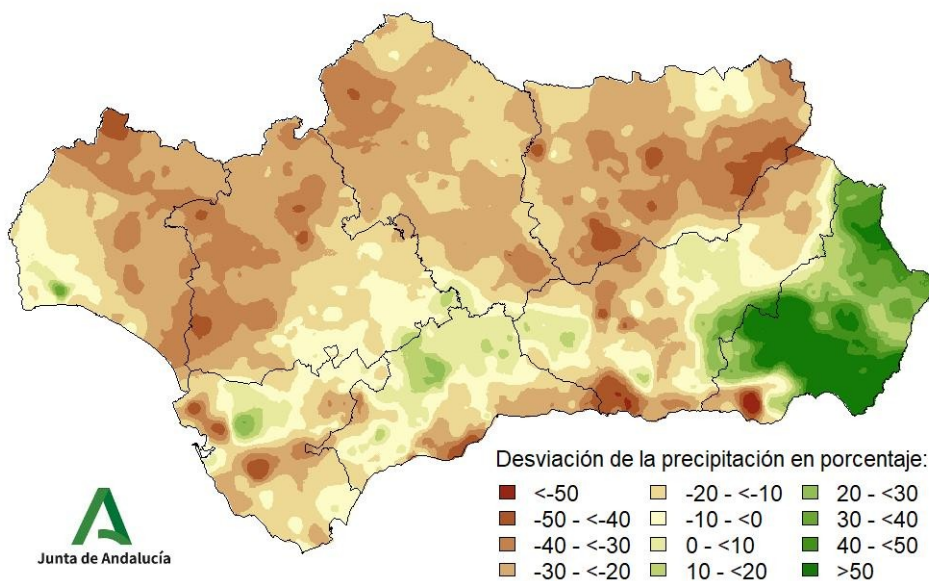 Desviación de la precipitación en porcentaje:
<-50 -20 - <-10 20 - <30
-50 - <-40 -10 - <0 30 - <40
-40 - <-30 0 - <10 40 - <50
-30 - <-20 10 - <20 >50
Junta de Andalucía